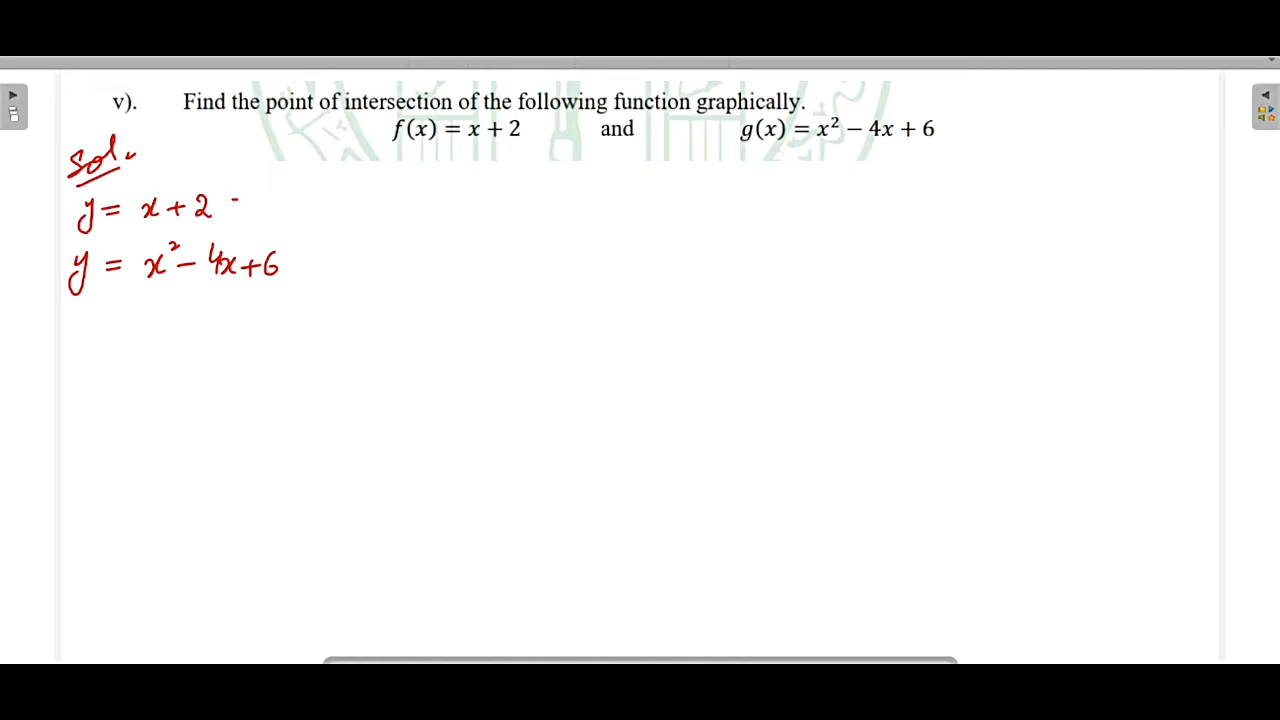 v). Find the point of intersection of the following function graphically.
f(x) = x + 2 and g(x) = x² − 4x + 6
Sol.
y = x + 2 -
y = x² − 4x + 6